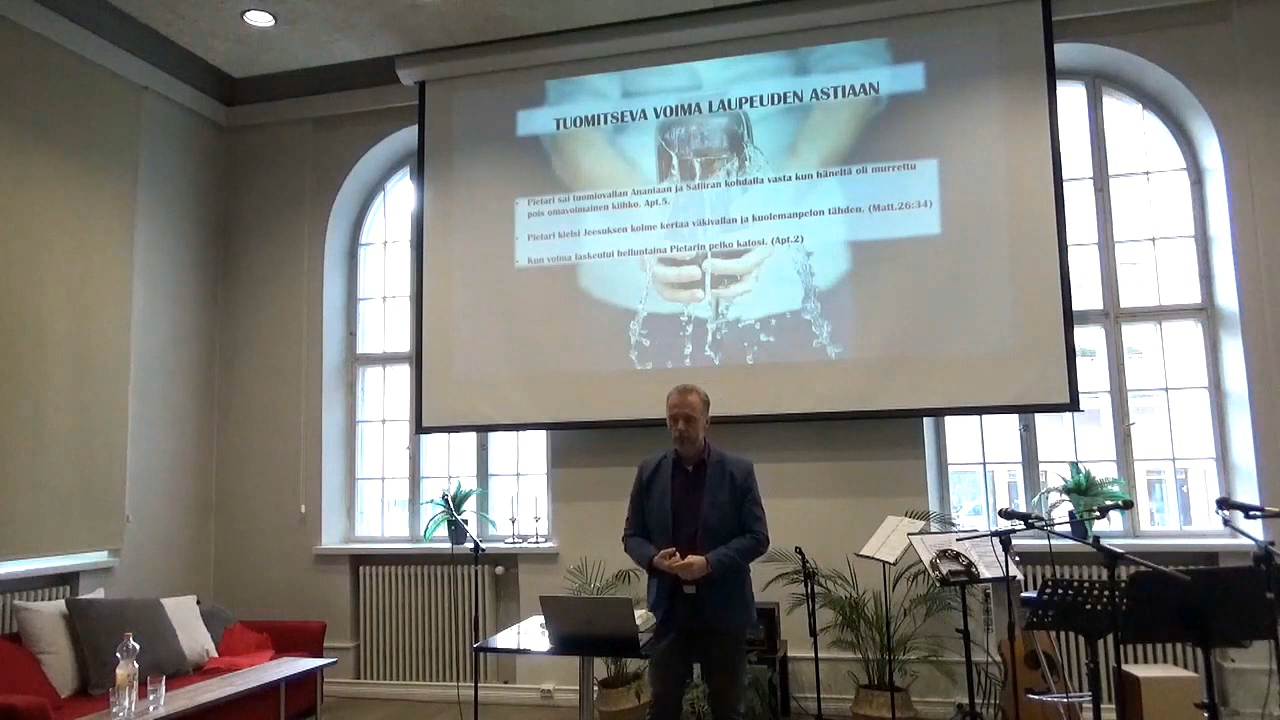 TUOMITSEVA VOIMA LAUPEUDEN ASTIAAN
- Pietari sai tuomiovallan Ananiaan ja Safiiran kohdalla vasta kun häneltä oli murrettu
pois omavoimainen kiihko. Apt.5.
- Pietari kielsi Jeesuksen kolme kertaa väkivallan ja kuolemanpelon tähden. (Matt.26:34)
- Kun voima laskeutui helluntaina Pietarin pelko katosi. (Apt.2)